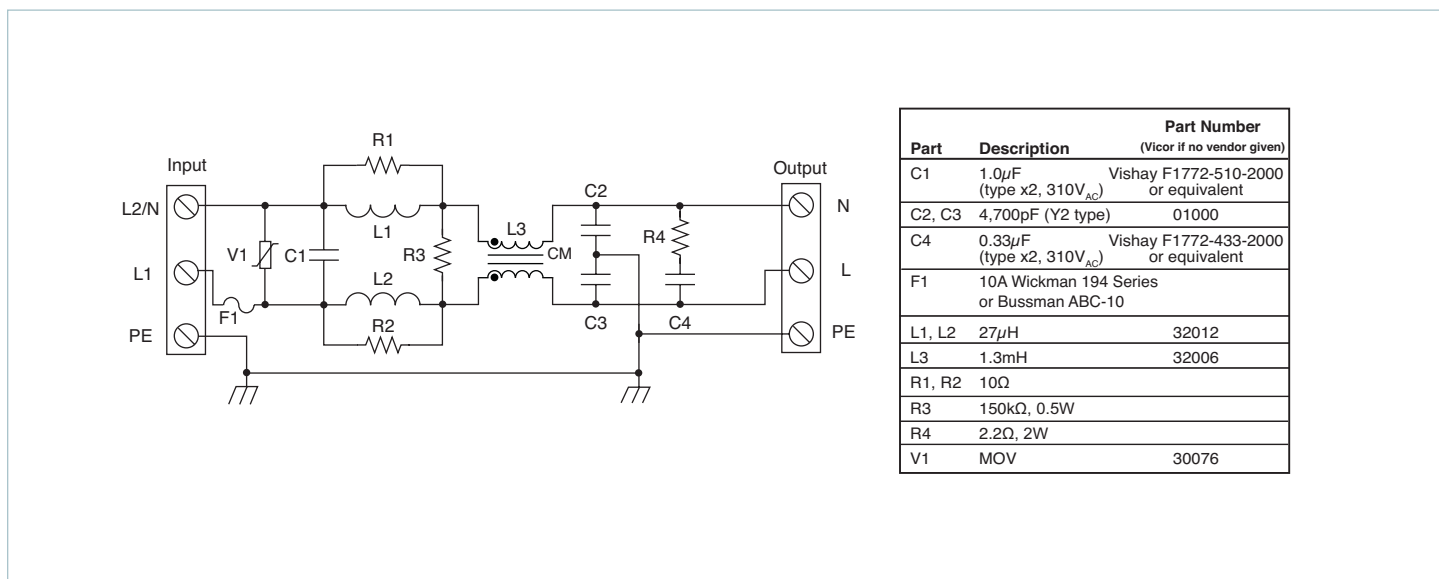 Input
L2/N
L1
PE
F1
V1
C1
R1
L1
L2
R2
R3
L3
CM
C2
C3
R4
C4
Output
N
L
PE
Part Description Part Number
(Vicor if no vendor given)
C1 1.0µF Vishay F1772-510-2000
(type x2, 310VAC) or equivalent
C2, C3 4,700pF (Y2 type) 01000
C4 0.33µF Vishay F1772-433-2000
(type x2, 310VAC) or equivalent
F1 10A Wickman 194 Series
or Bussman ABC-10
L1, L2 27µH 32012
L3 1.3mH 32006
R1, R2 10Ω
R3 150kΩ, 0.5W
R4 2.2Ω, 2W
V1 MOV 30076